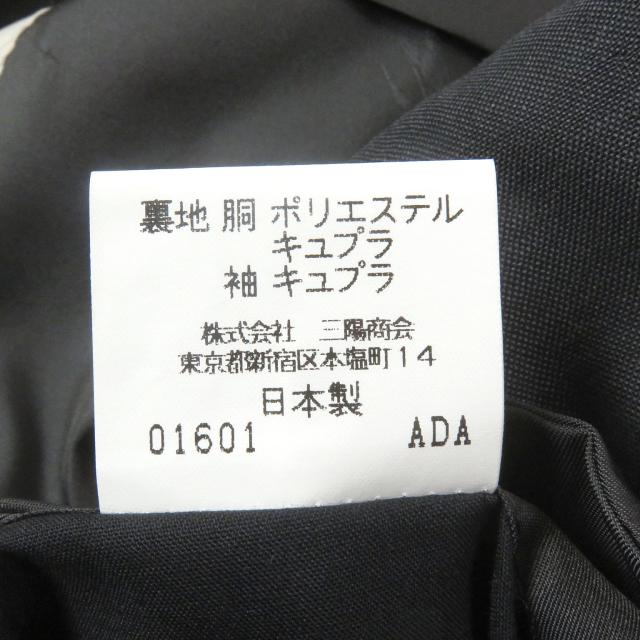 裏地 胴 ポリエステル
キュプラ
袖 キュプラ
株式会社 三陽商会
東京都新宿区本塩町14
日本製
01601 ADA